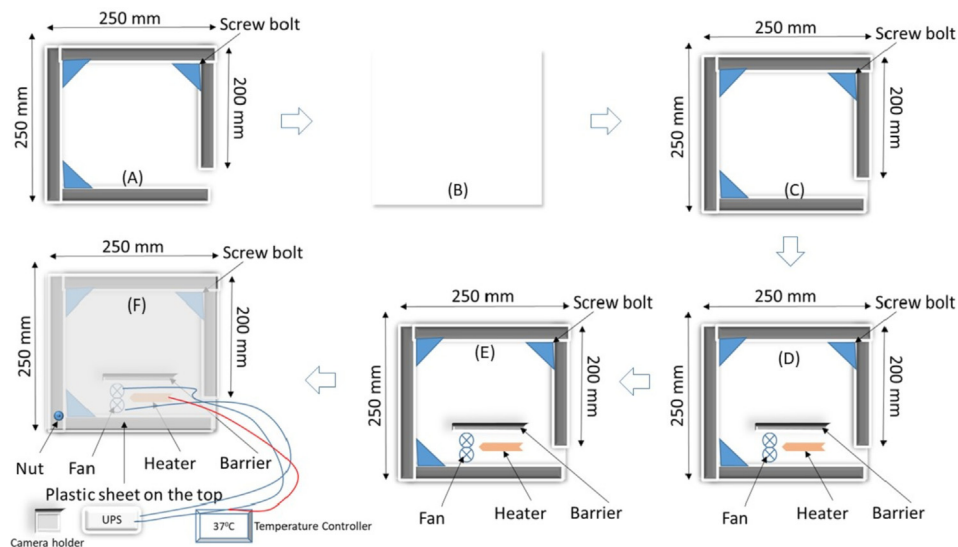 250 mm
Screw bolt
250 mm
200 mm
(A)
(B)
250 mm
Screw bolt
250 mm
200 mm
(C)
250 mm
Screw bolt
250 mm
200 mm
(D)
Fan
Heater
Barrier
250 mm
Screw bolt
250 mm
200 mm
(E)
Fan
Heater
Barrier
250 mm
Screw bolt
250 mm
200 mm
(F)
Nut
Fan
Heater
Barrier
Plastic sheet on the top
UPS
Camera holder
37⁰C
Temperature Controller